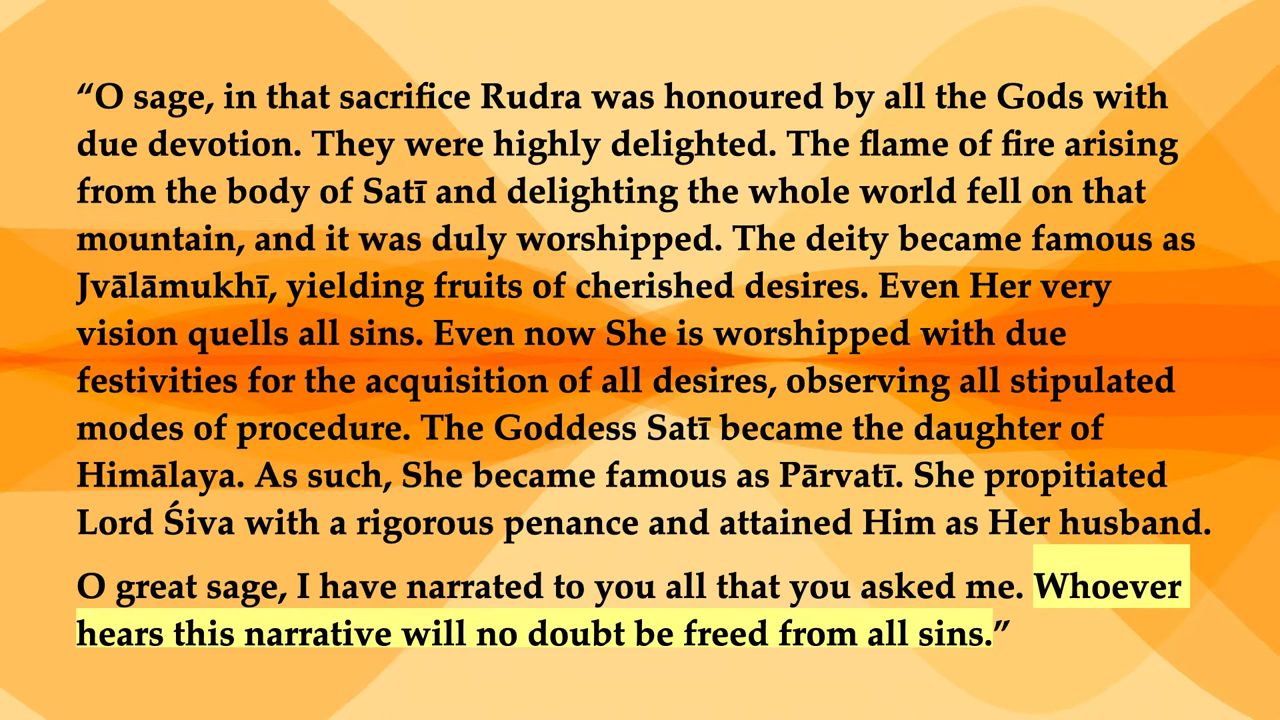 “O sage, in that sacrifice Rudra was honoured by all the Gods with
due devotion. They were highly delighted. The flame of fire arising
from the body of Satī and delighting the whole world fell on that
mountain, and it was duly worshipped. The deity became famous as
Jvālāmukhī, yielding fruits of cherished desires. Even Her very
vision quells all sins. Even now She is worshipped with due
festivities for the acquisition of all desires, observing all stipulated
modes of procedure. The Goddess Satī became the daughter of
Himālaya. As such, She became famous as Pārvatī. She propitiated
Lord Śiva with a rigorous penance and attained Him as Her husband.
O great sage, I have narrated to you all that you asked me. Whoever
hears this narrative will no doubt be freed from all sins.”